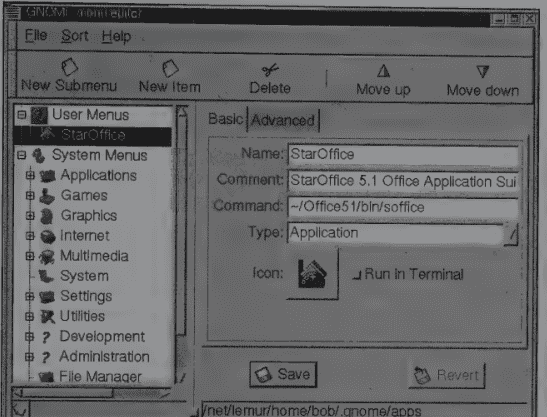 GNOME menu editor
File Sort Help
New Submenu New Item Delete Move up Move down
User Menus
StarOffice
System Menus
Applications
Games
Graphics
Internet
Multimedia
System
Settings
Utilities
Development
Administration
File Manager
Basic Advanced
Name: StarOffice
Comment: StarOffice 5.1 Office Application Sui
Command: ~/Office51/bin/soffice
Type: Application
Icon: Run in Terminal
Save Revert
/net/lemur/home/bob/.gnome/apps